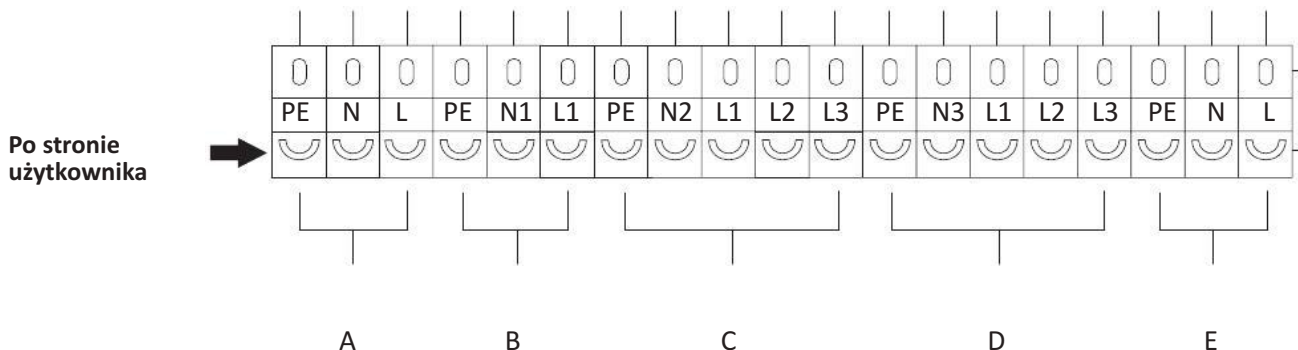 PE N L PE N1 L1 PE N2 L1 L2 L3 PE N3 L1 L2 L3 PE N L
Po stronie
użytkownika
A B C D E